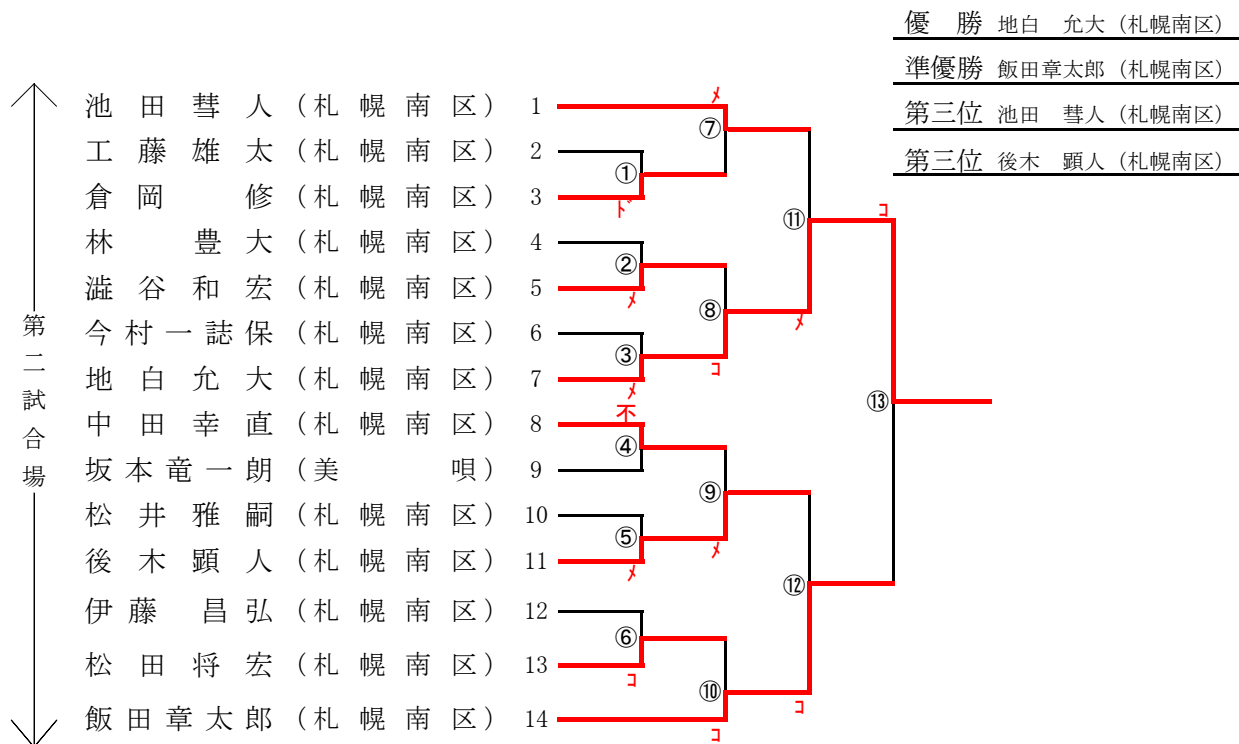 優　勝 地白　允大（札幌南区）
準優勝 飯田章太郎（札幌南区）
第三位 池田　彗人（札幌南区）
第三位 後木　顕人（札幌南区）
第二試合場
池田彗人（札幌南区） 1
工藤雄太（札幌南区） 2
倉岡　修（札幌南区） 3
林　豊大（札幌南区） 4
澁谷和宏（札幌南区） 5
今村一誌保（札幌南区） 6
地白允大（札幌南区） 7
中田幸直（札幌南区） 8
坂本竜一朗（美　唄） 9
松井雅嗣（札幌南区） 10
後木顕人（札幌南区） 11
伊藤　昌弘（札幌南区） 12
松田将宏（札幌南区） 13
飯田章太郎（札幌南区） 14
① ド
② メ
③ メ
④ 不
⑤ メ
⑥ コ
⑦ メ
⑧ コ
⑨ メ
⑩ コ
⑪ メ
⑫ コ
⑬ コ